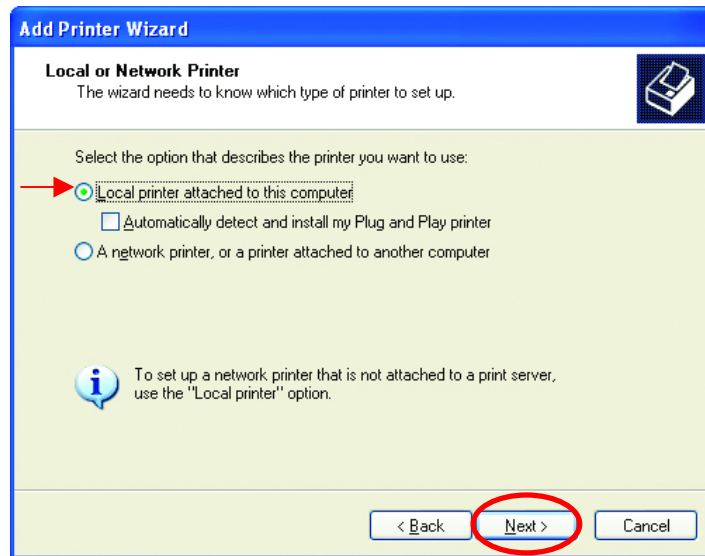 Add Printer Wizard
Local or Network Printer
The wizard needs to know which type of printer to set up.
Select the option that describes the printer you want to use:
Local printer attached to this computer
Automatically detect and install my Plug and Play printer
A network printer, or a printer attached to another computer
To set up a network printer that is not attached to a print server,
use the "Local printer" option.
< Back
Next >
Cancel